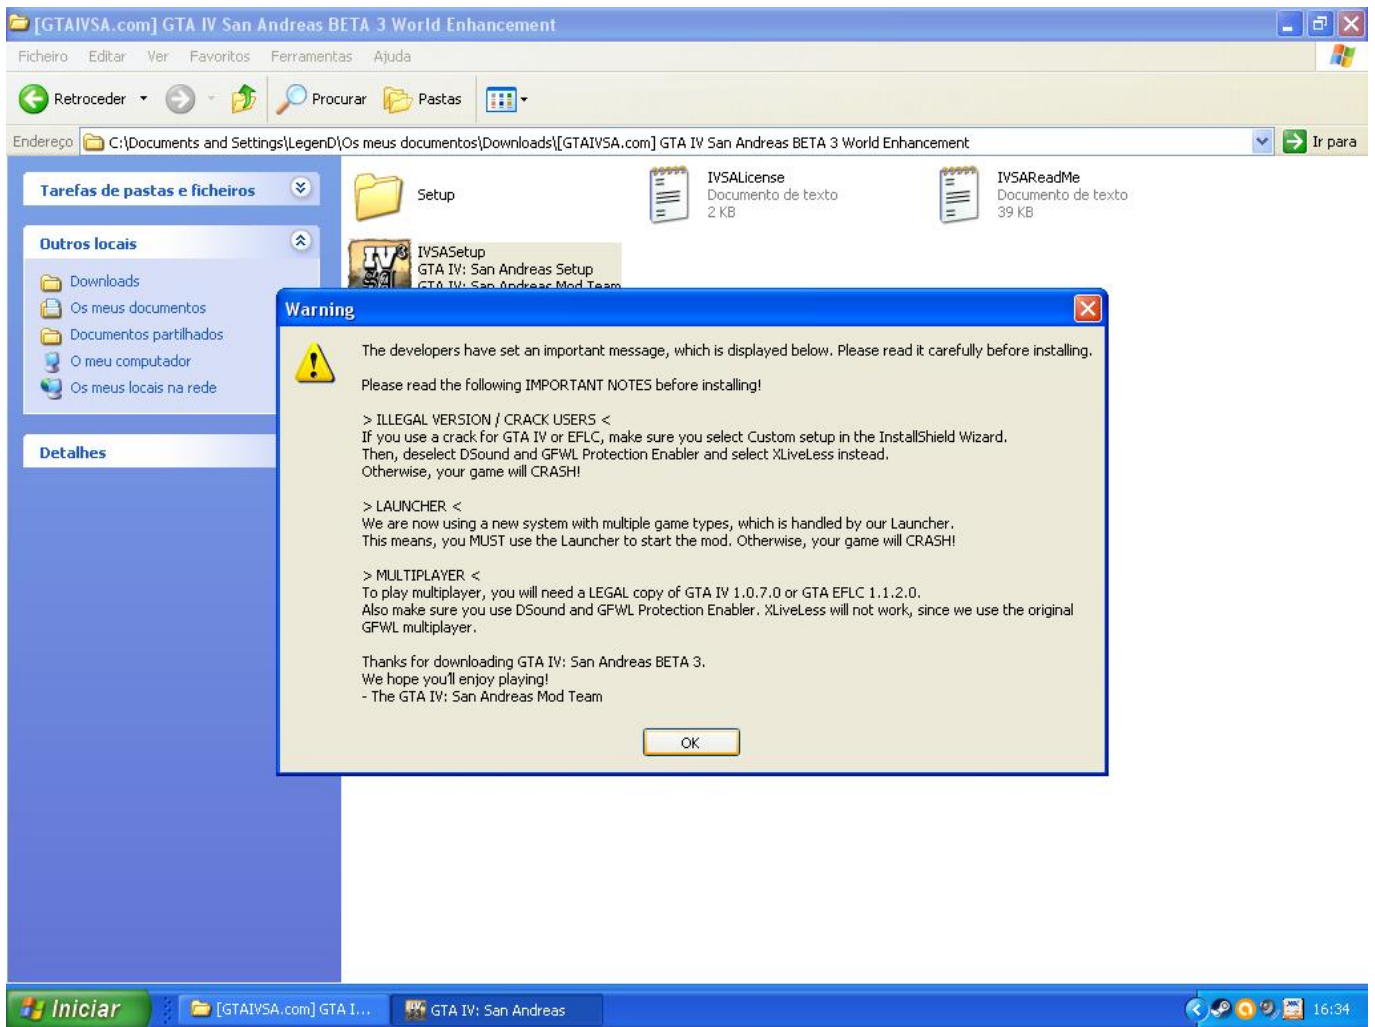 [GTAIVSA.com] GTA IV San Andreas BETA 3 World Enhancement
Ficheiro Editar Ver Favoritos Ferramentas Ajuda
Retroceder Procurar Pastas
Endereço C:\Documents and Settings\LegenD\Os meus documentos\Downloads\[GTAIVSA.com] GTA IV San Andreas BETA 3 World Enhancement Ir para
Tarefas de pastas e ficheiros
Outros locais
Downloads
Os meus documentos
Documentos partilhados
O meu computador
Os meus locais na rede
Detalhes
Setup
IVSALicense
Documento de texto
2 KB
IVSAReadMe
Documento de texto
39 KB
IV3
SA
IVSASetup
GTA IV: San Andreas Setup
GTA IV: San Andreas Mod Team
Warning
The developers have set an important message, which is displayed below. Please read it carefully before installing.
Please read the following IMPORTANT NOTES before installing!
> ILLEGAL VERSION / CRACK USERS <
If you use a crack for GTA IV or EFLC, make sure you select Custom setup in the InstallShield Wizard.
Then, deselect DSound and GFWL Protection Enabler and select XLiveLess instead.
Otherwise, your game will CRASH!
> LAUNCHER <
We are now using a new system with multiple game types, which is handled by our Launcher.
This means, you MUST use the Launcher to start the mod. Otherwise, your game will CRASH!
> MULTIPLAYER <
To play multiplayer, you will need a LEGAL copy of GTA IV 1.0.7.0 or GTA EFLC 1.1.2.0.
Also make sure you use DSound and GFWL Protection Enabler. XLiveLess will not work, since we use the original
GFWL multiplayer.
Thanks for downloading GTA IV: San Andreas BETA 3.
We hope you'll enjoy playing!
- The GTA IV: San Andreas Mod Team
OK
Iniciar
[GTAIVSA.com] GTA I...
GTA IV: San Andreas
16:34